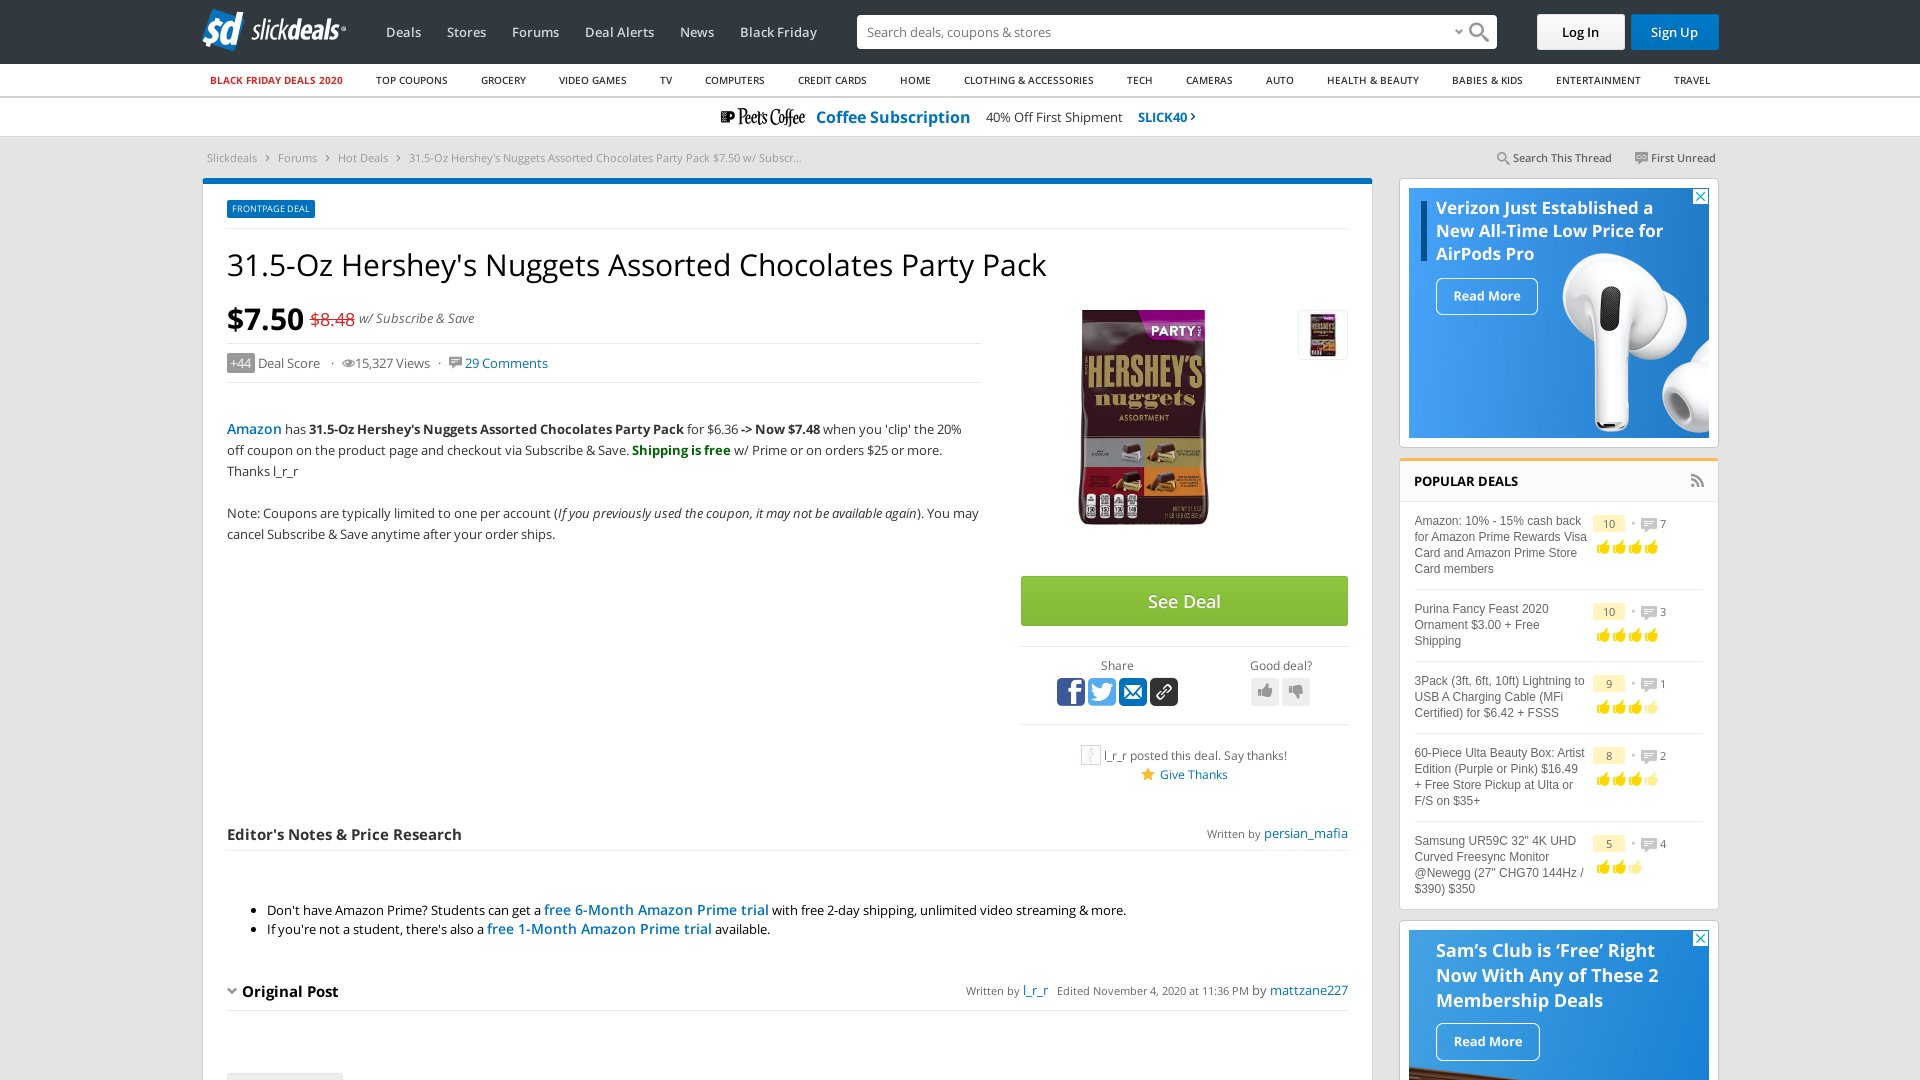 slickdeals
Deals
Stores
Forums
Deal Alerts
News
Black Friday
Search deals, coupons & stores
Log In
Sign Up
BLACK FRIDAY DEALS 2020
TOP COUPONS
GROCERY
VIDEO GAMES
TV
COMPUTERS
CREDIT CARDS
HOME
CLOTHING & ACCESSORIES
TECH
CAMERAS
AUTO
HEALTH & BEAUTY
BABIES & KIDS
ENTERTAINMENT
TRAVEL
Peet's Coffee
Coffee Subscription
40% Off First Shipment
SLICK40
Slickdeals
Forums
Hot Deals
31.5-Oz Hershey's Nuggets Assorted Chocolates Party Pack $7.50 w/ Subscr...
Search This Thread
First Unread
FRONTPAGE DEAL
31.5-Oz Hershey's Nuggets Assorted Chocolates Party Pack
$7.50 $8.48 w/ Subscribe & Save
+44 Deal Score · 15,327 Views · 29 Comments
Amazon has 31.5-Oz Hershey's Nuggets Assorted Chocolates Party Pack for $6.36 -> Now $7.48 when you 'clip' the 20%
off coupon on the product page and checkout via Subscribe & Save. Shipping is free w/ Prime or on orders $25 or more.
Thanks l_r_r
Note: Coupons are typically limited to one per account (If you previously used the coupon, it may not be available again). You may
cancel Subscribe & Save anytime after your order ships.
PARTY
HERSHEY'S
nuggets
ASSORTMENT
See Deal
Share
Good deal?
l_r_r posted this deal. Say thanks!
Give Thanks
Editor's Notes & Price Research
Written by persian_mafia
Don't have Amazon Prime? Students can get a free 6-Month Amazon Prime trial with free 2-day shipping, unlimited video streaming & more.
If you're not a student, there's also a free 1-Month Amazon Prime trial available.
Original Post
Written by l_r_r Edited November 4, 2020 at 11:36 PM by mattzane227
Verizon Just Established a
New All-Time Low Price for
AirPods Pro
Read More
POPULAR DEALS
Amazon: 10% - 15% cash back
for Amazon Prime Rewards Visa
Card and Amazon Prime Store
Card members
10
7
Purina Fancy Feast 2020
Ornament $3.00 + Free
Shipping
10
3
3Pack (3ft, 6ft, 10ft) Lightning to
USB A Charging Cable (MFi
Certified) for $6.42 + FSSS
9
1
60-Piece Ulta Beauty Box: Artist
Edition (Purple or Pink) $16.49
+ Free Store Pickup at Ulta or
F/S on $35+
8
2
Samsung UR59C 32" 4K UHD
Curved Freesync Monitor
@Newegg (27" CHG70 144Hz /
$390) $350
5
4
Sam's Club is 'Free' Right
Now With Any of These 2
Membership Deals
Read More